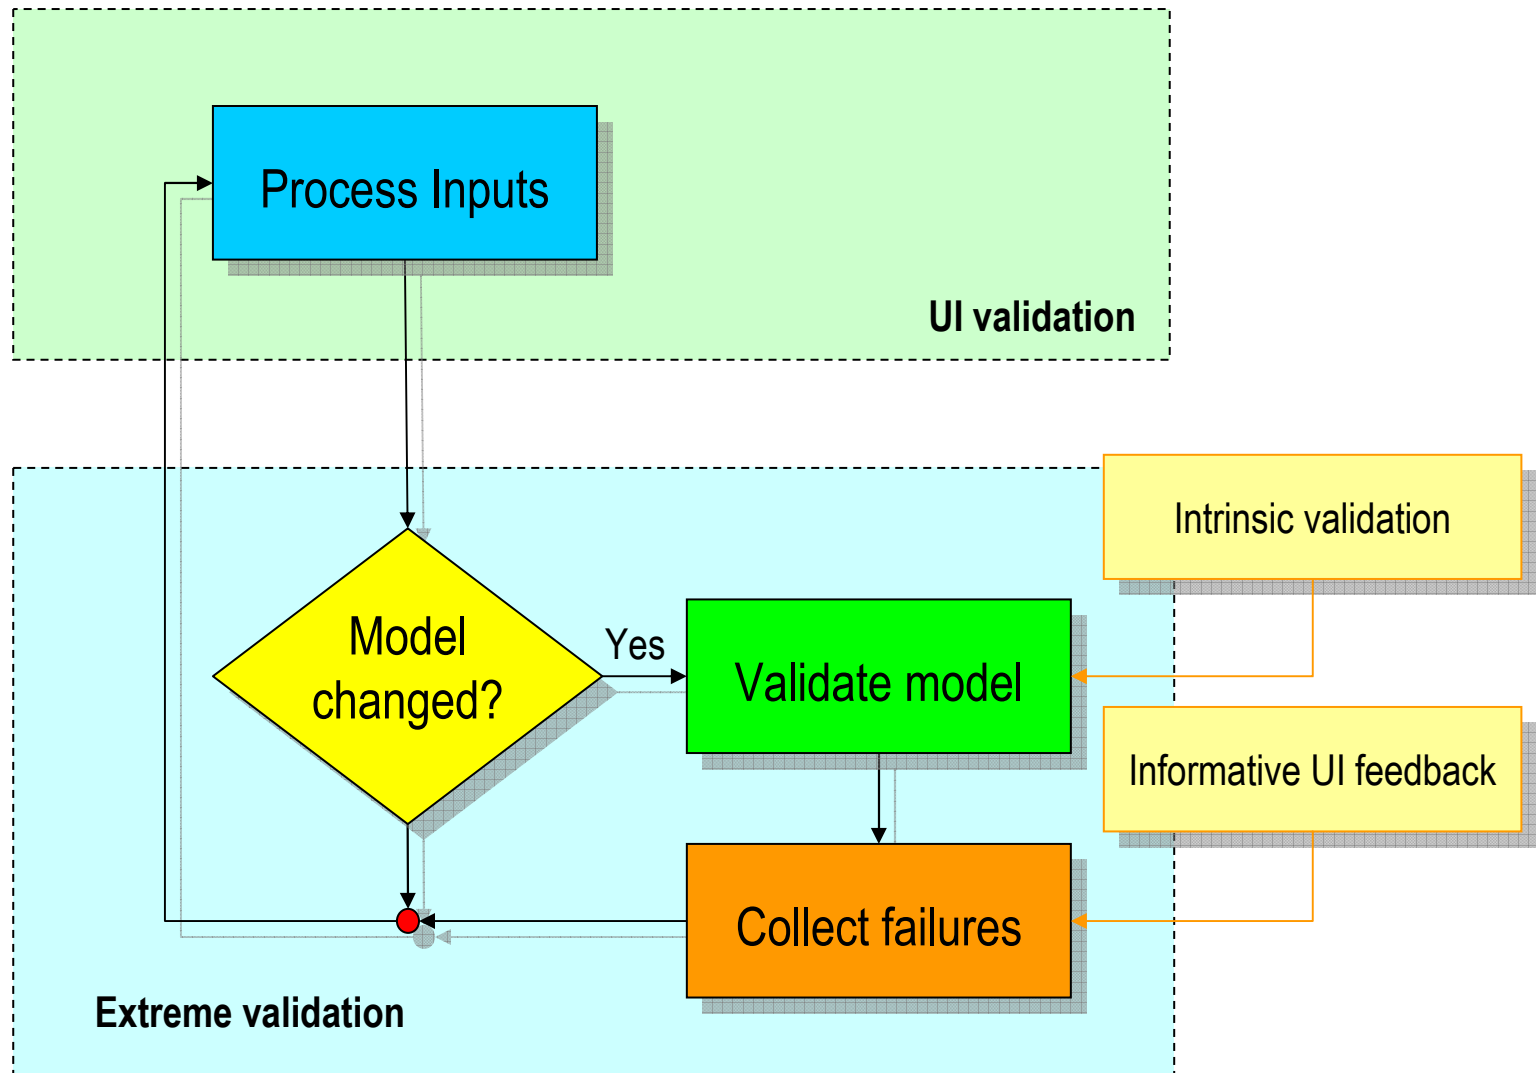 Process Inputs
UI validation
Intrinsic validation
Model
changed?
Yes
Validate model
Informative UI feedback
Collect failures
Extreme validation